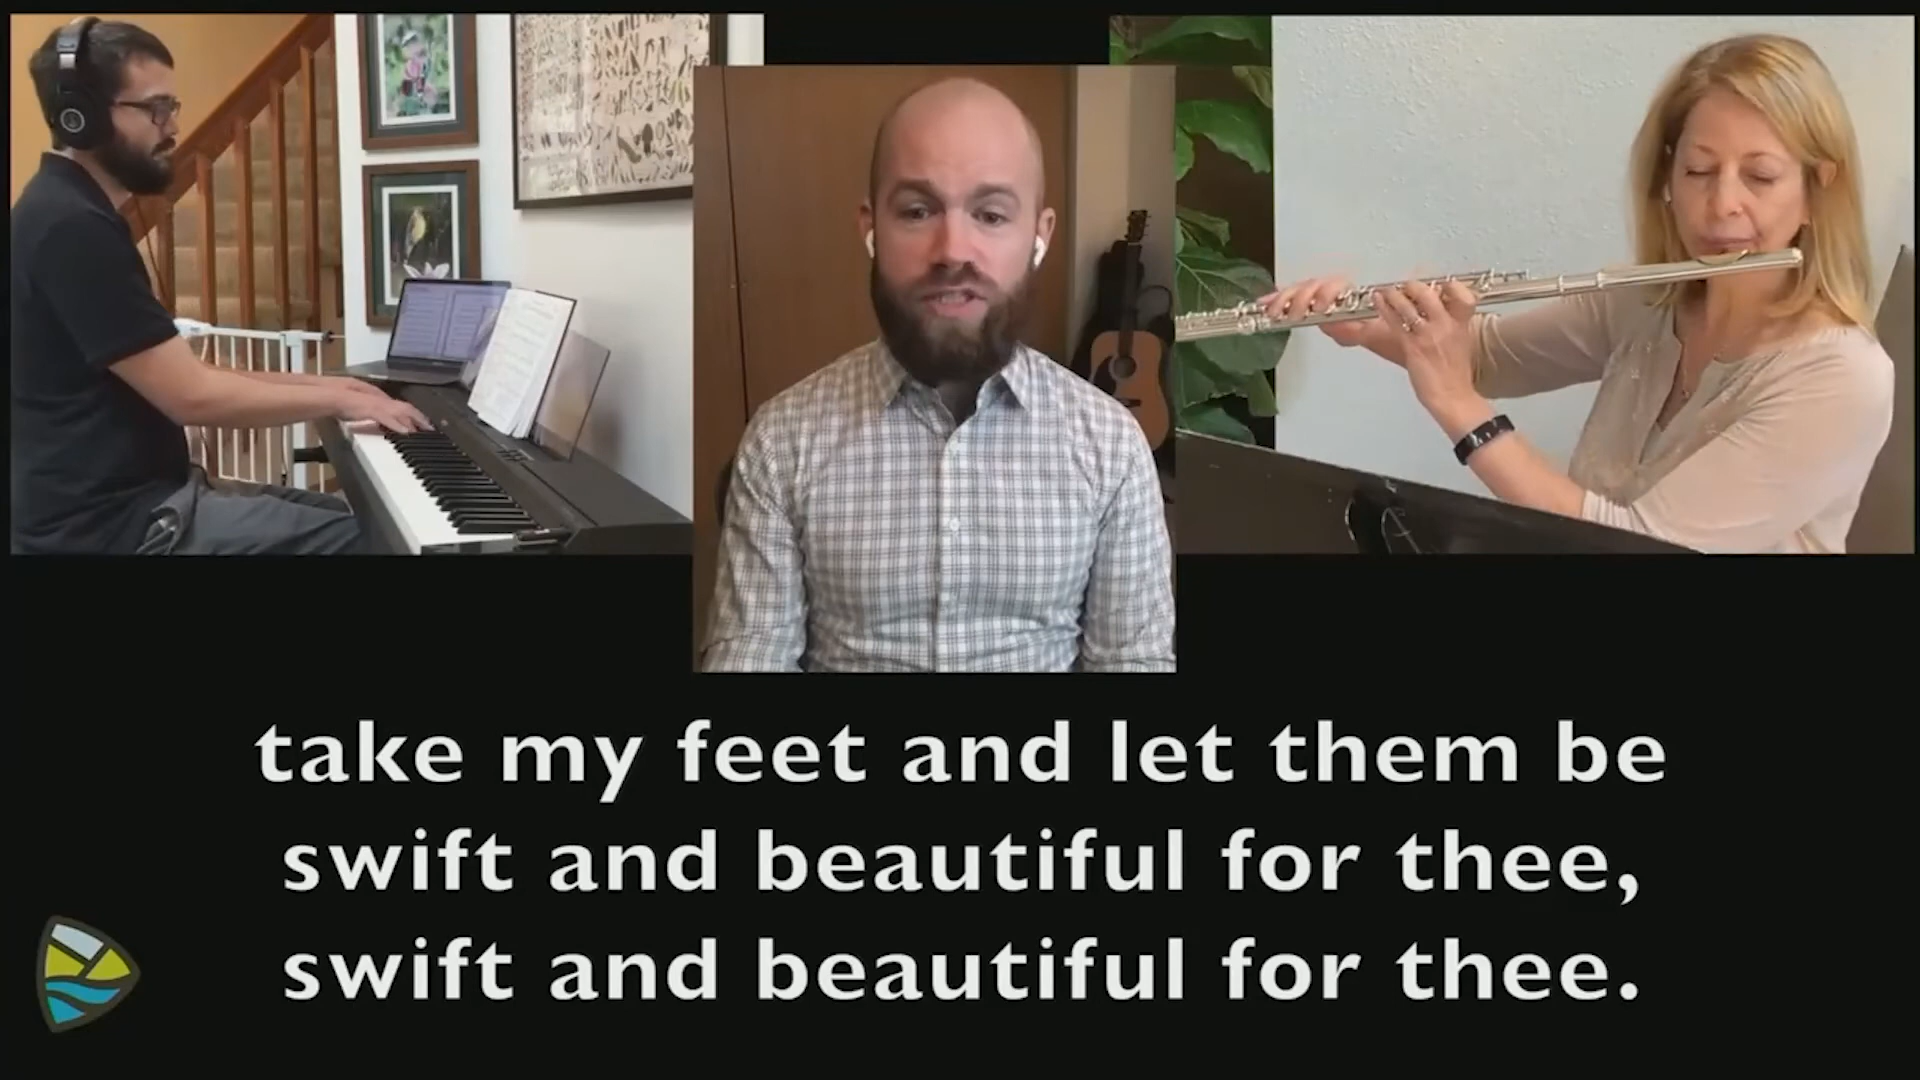 take my feet and let them be
swift and beautiful for thee,
swift and beautiful for thee.